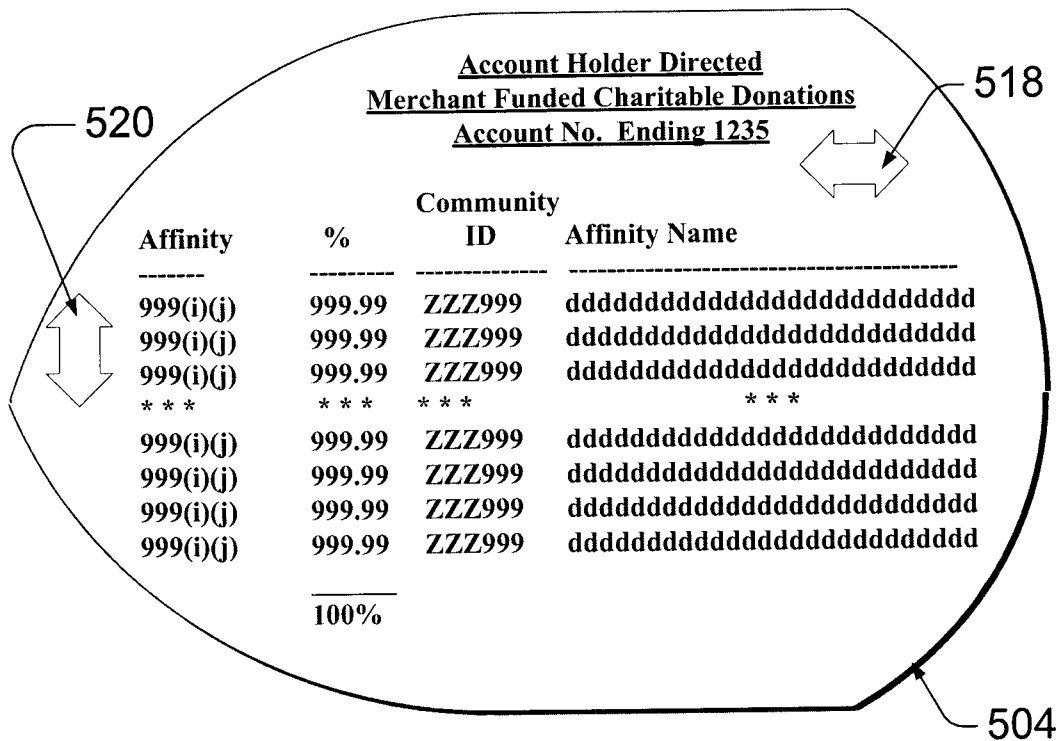 Account Holder Directed
Merchant Funded Charitable Donations
Account No. Ending 1235
518
520
Community
Affinity % ID Affinity Name
------- --------- -------------- ----------------------------------------
999(i)(j) 999.99 ZZZ999 dddddddddddddddddddddddddd
999(i)(j) 999.99 ZZZ999 dddddddddddddddddddddddddd
999(i)(j) 999.99 ZZZ999 dddddddddddddddddddddddddd
* * * * * * * * * * * *
999(i)(j) 999.99 ZZZ999 dddddddddddddddddddddddddd
999(i)(j) 999.99 ZZZ999 dddddddddddddddddddddddddd
999(i)(j) 999.99 ZZZ999 dddddddddddddddddddddddddd
999(i)(j) 999.99 ZZZ999 dddddddddddddddddddddddddd
100%
504